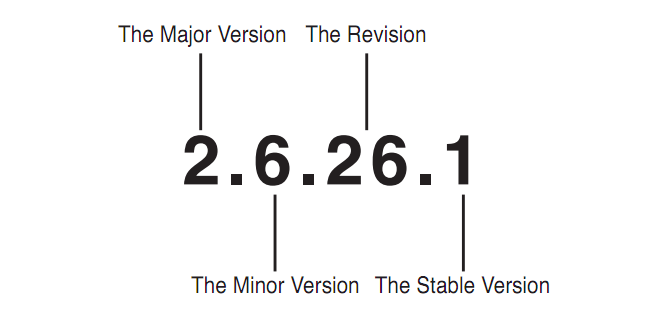 The Major Version The Revision
2.6.26.1
The Minor Version The Stable Version